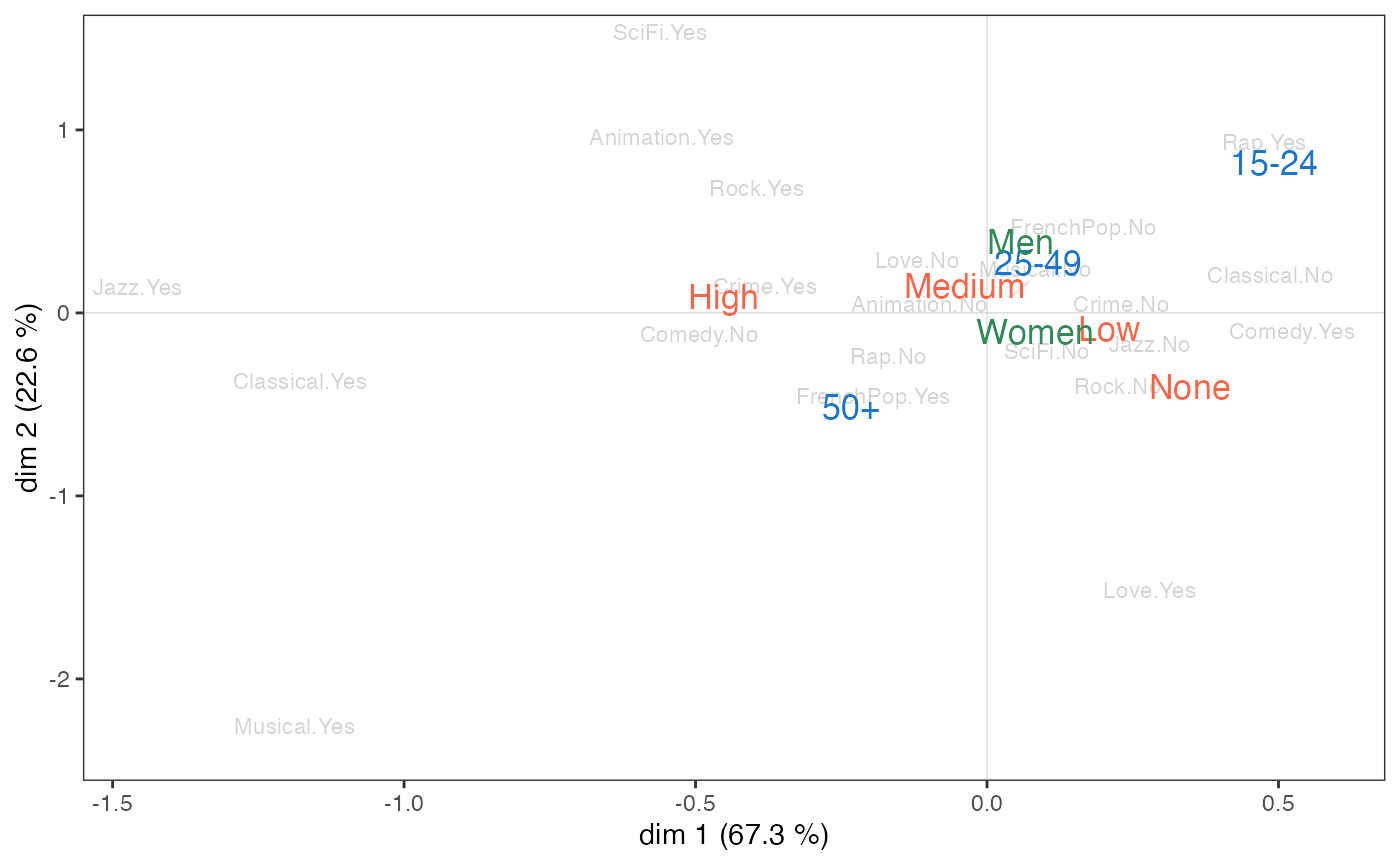 SciFi.Yes
1
Animation.Yes
Rap.Yes
15-24
Rock.Yes
FrenchPop.No
Men
Love.No
25-49
Musical.No
Classical.No
Jazz.Yes
Crime.Yes
High
Medium
Animation.No
Crime.No
0
Comedy.No
Women
Low
Comedy.Yes
Rap.No
SciFi.No
Jazz.No
Classical.Yes
Rock.No
None
FrenchPop.Yes
50+
dim 2 (22.6 %)
-1
Love.Yes
-2
Musical.Yes
-1.5
-1.0
-0.5
0.0
0.5
dim 1 (67.3 %)